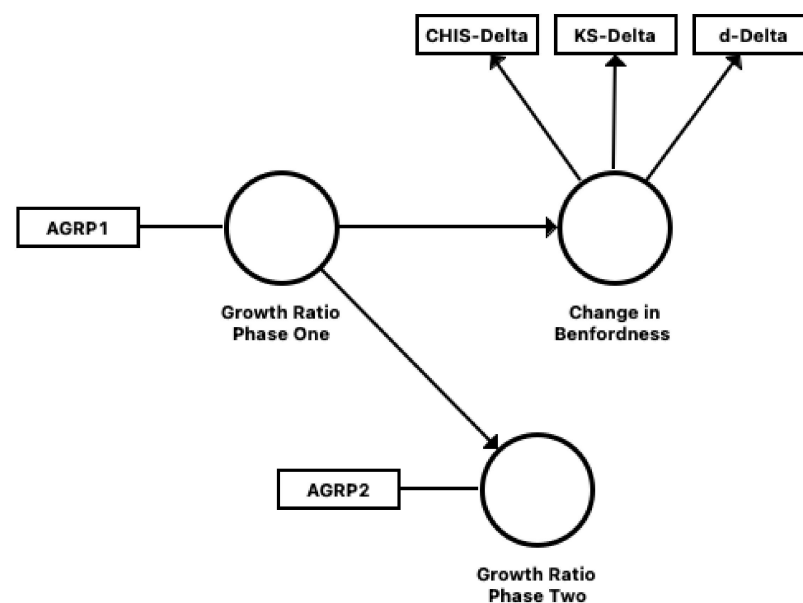 CHIS-Delta
KS-Delta
d-Delta
AGRP1
Growth Ratio
Phase One
Change in
Benfordness
AGRP2
Growth Ratio
Phase Two